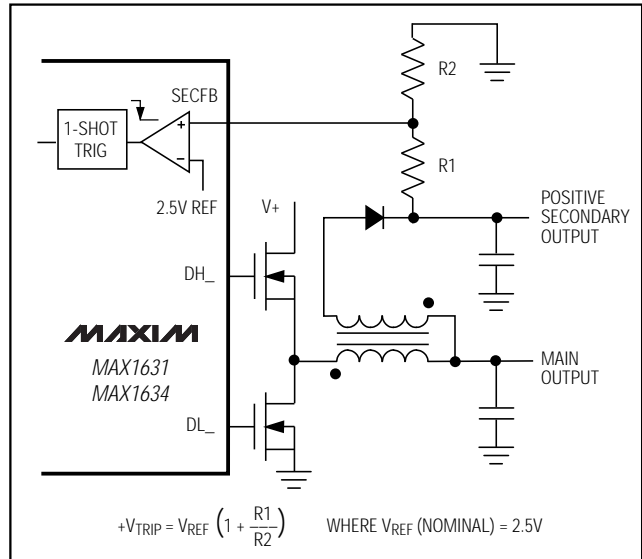 R2
SECFB
1-SHOT
TRIG
+
−
R1
2.5V REF
V+
POSITIVE
SECONDARY
OUTPUT
DH_
MAXIM
MAX1631
MAX1634
MAIN
OUTPUT
DL_
+VTRIP = VREF (1 + R1/R2) WHERE VREF (NOMINAL) = 2.5V